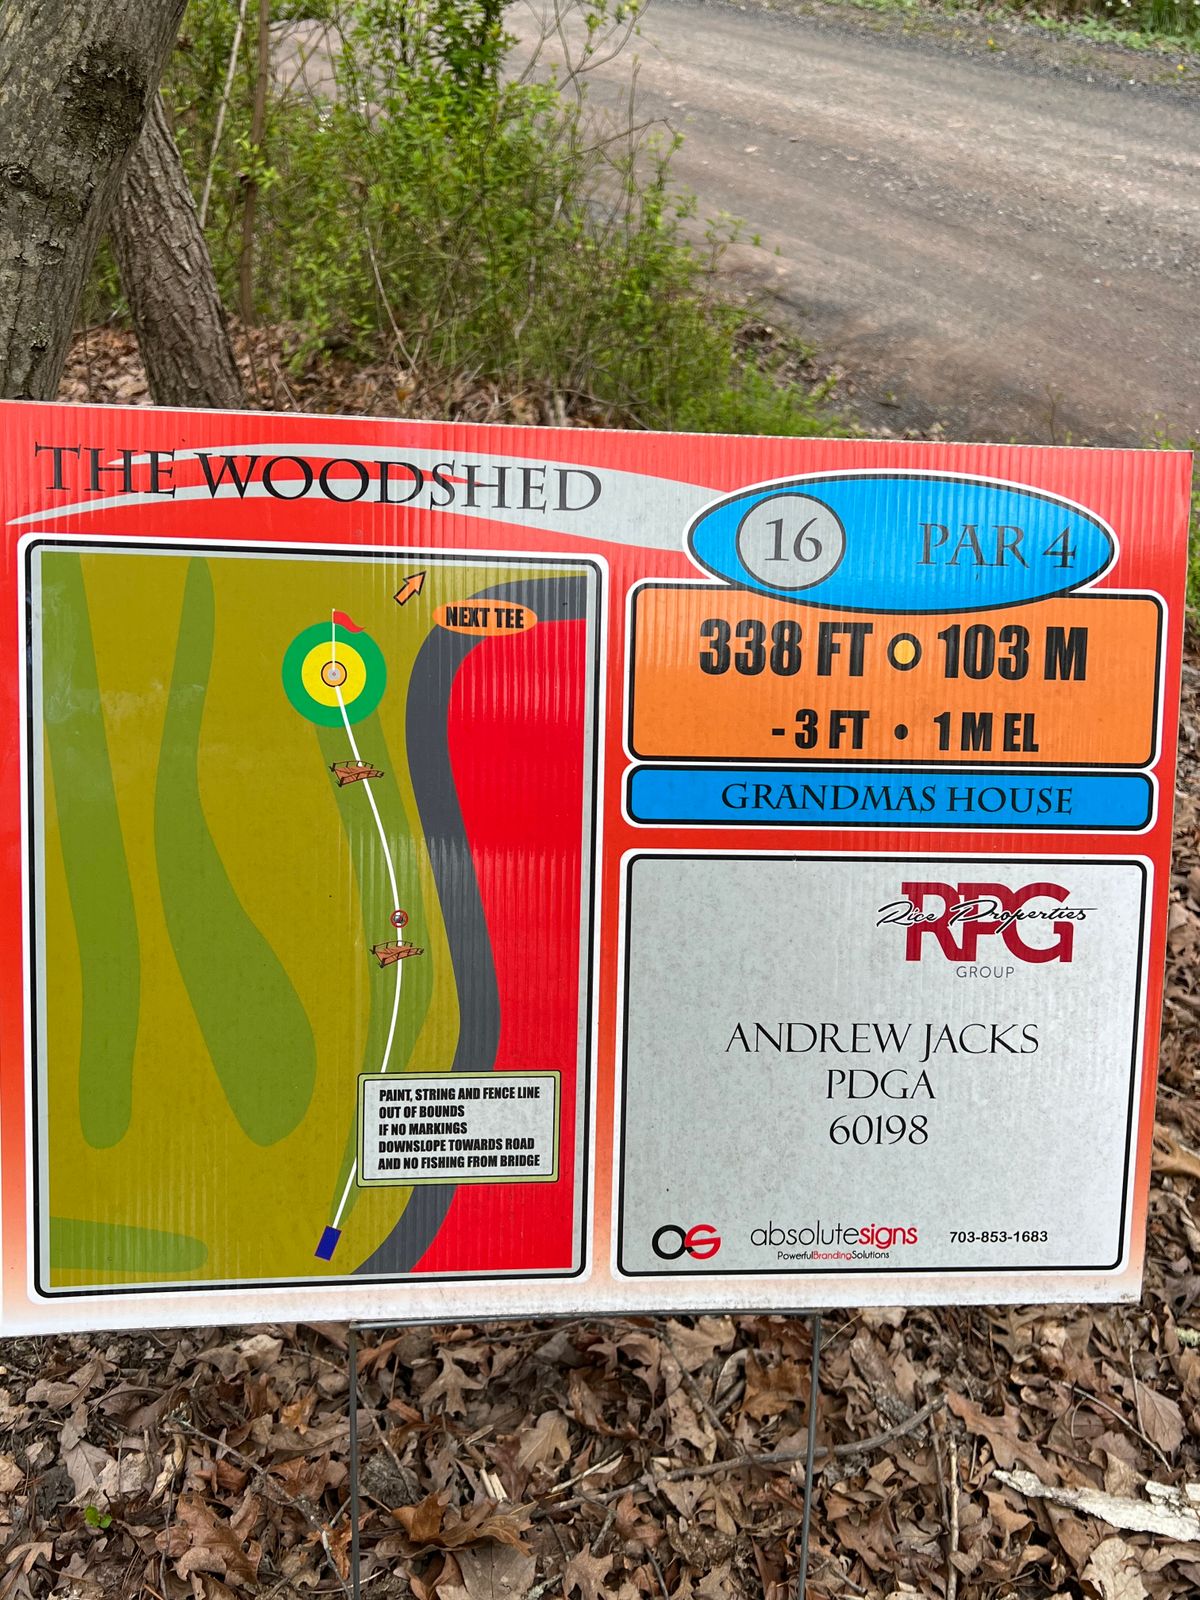 THE WOODSHED
16 PAR 4
338 FT 103 M
- 3 FT • 1 M EL
GRANDMAS HOUSE
NEXT TEE
PAINT, STRING AND FENCE LINE
OUT OF BOUNDS
IF NO MARKINGS
DOWNSLOPE TOWARDS ROAD
AND NO FISHING FROM BRIDGE
RPG
Rice Properties
GROUP
ANDREW JACKS
PDGA
60198
absolutesigns
PowerfulBrandingSolutions
703-853-1683